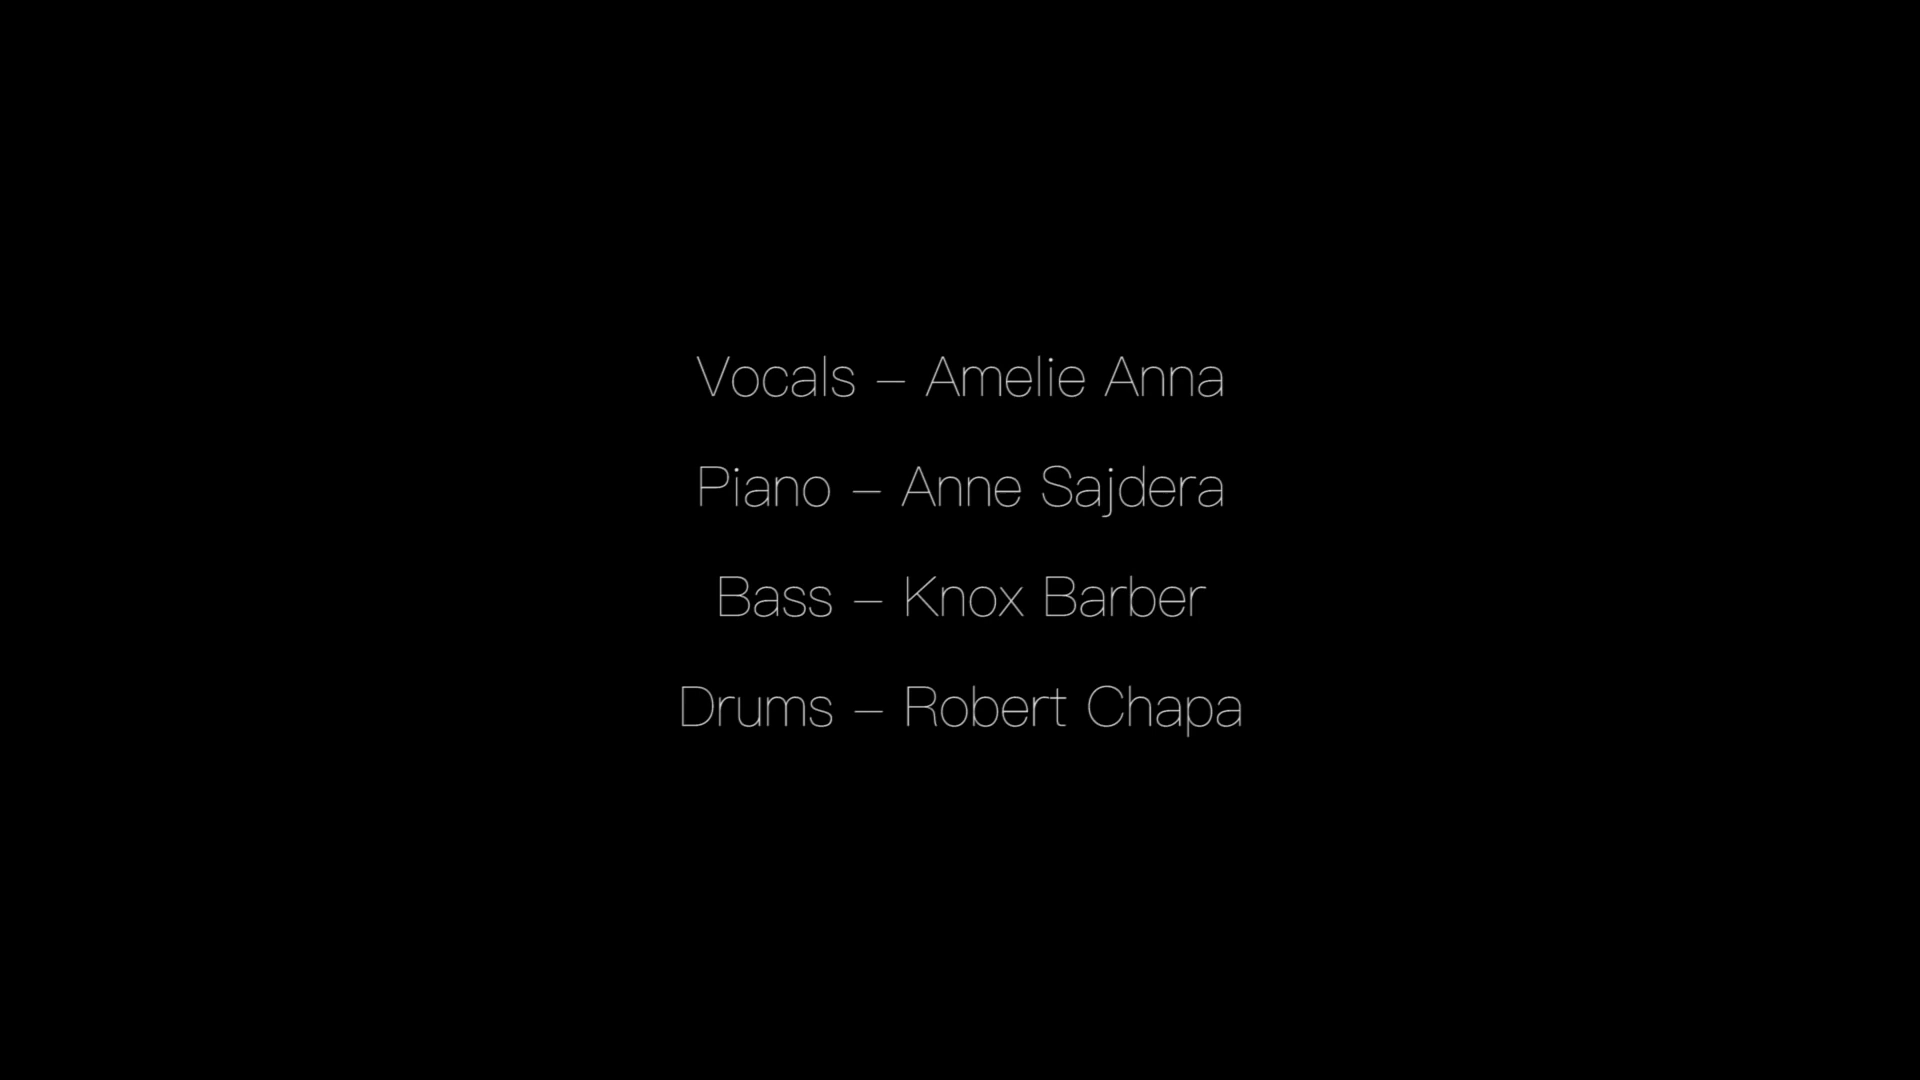 Vocals – Amelie Anna
Piano – Anne Sajdera
Bass – Knox Barber
Drums – Robert Chapa